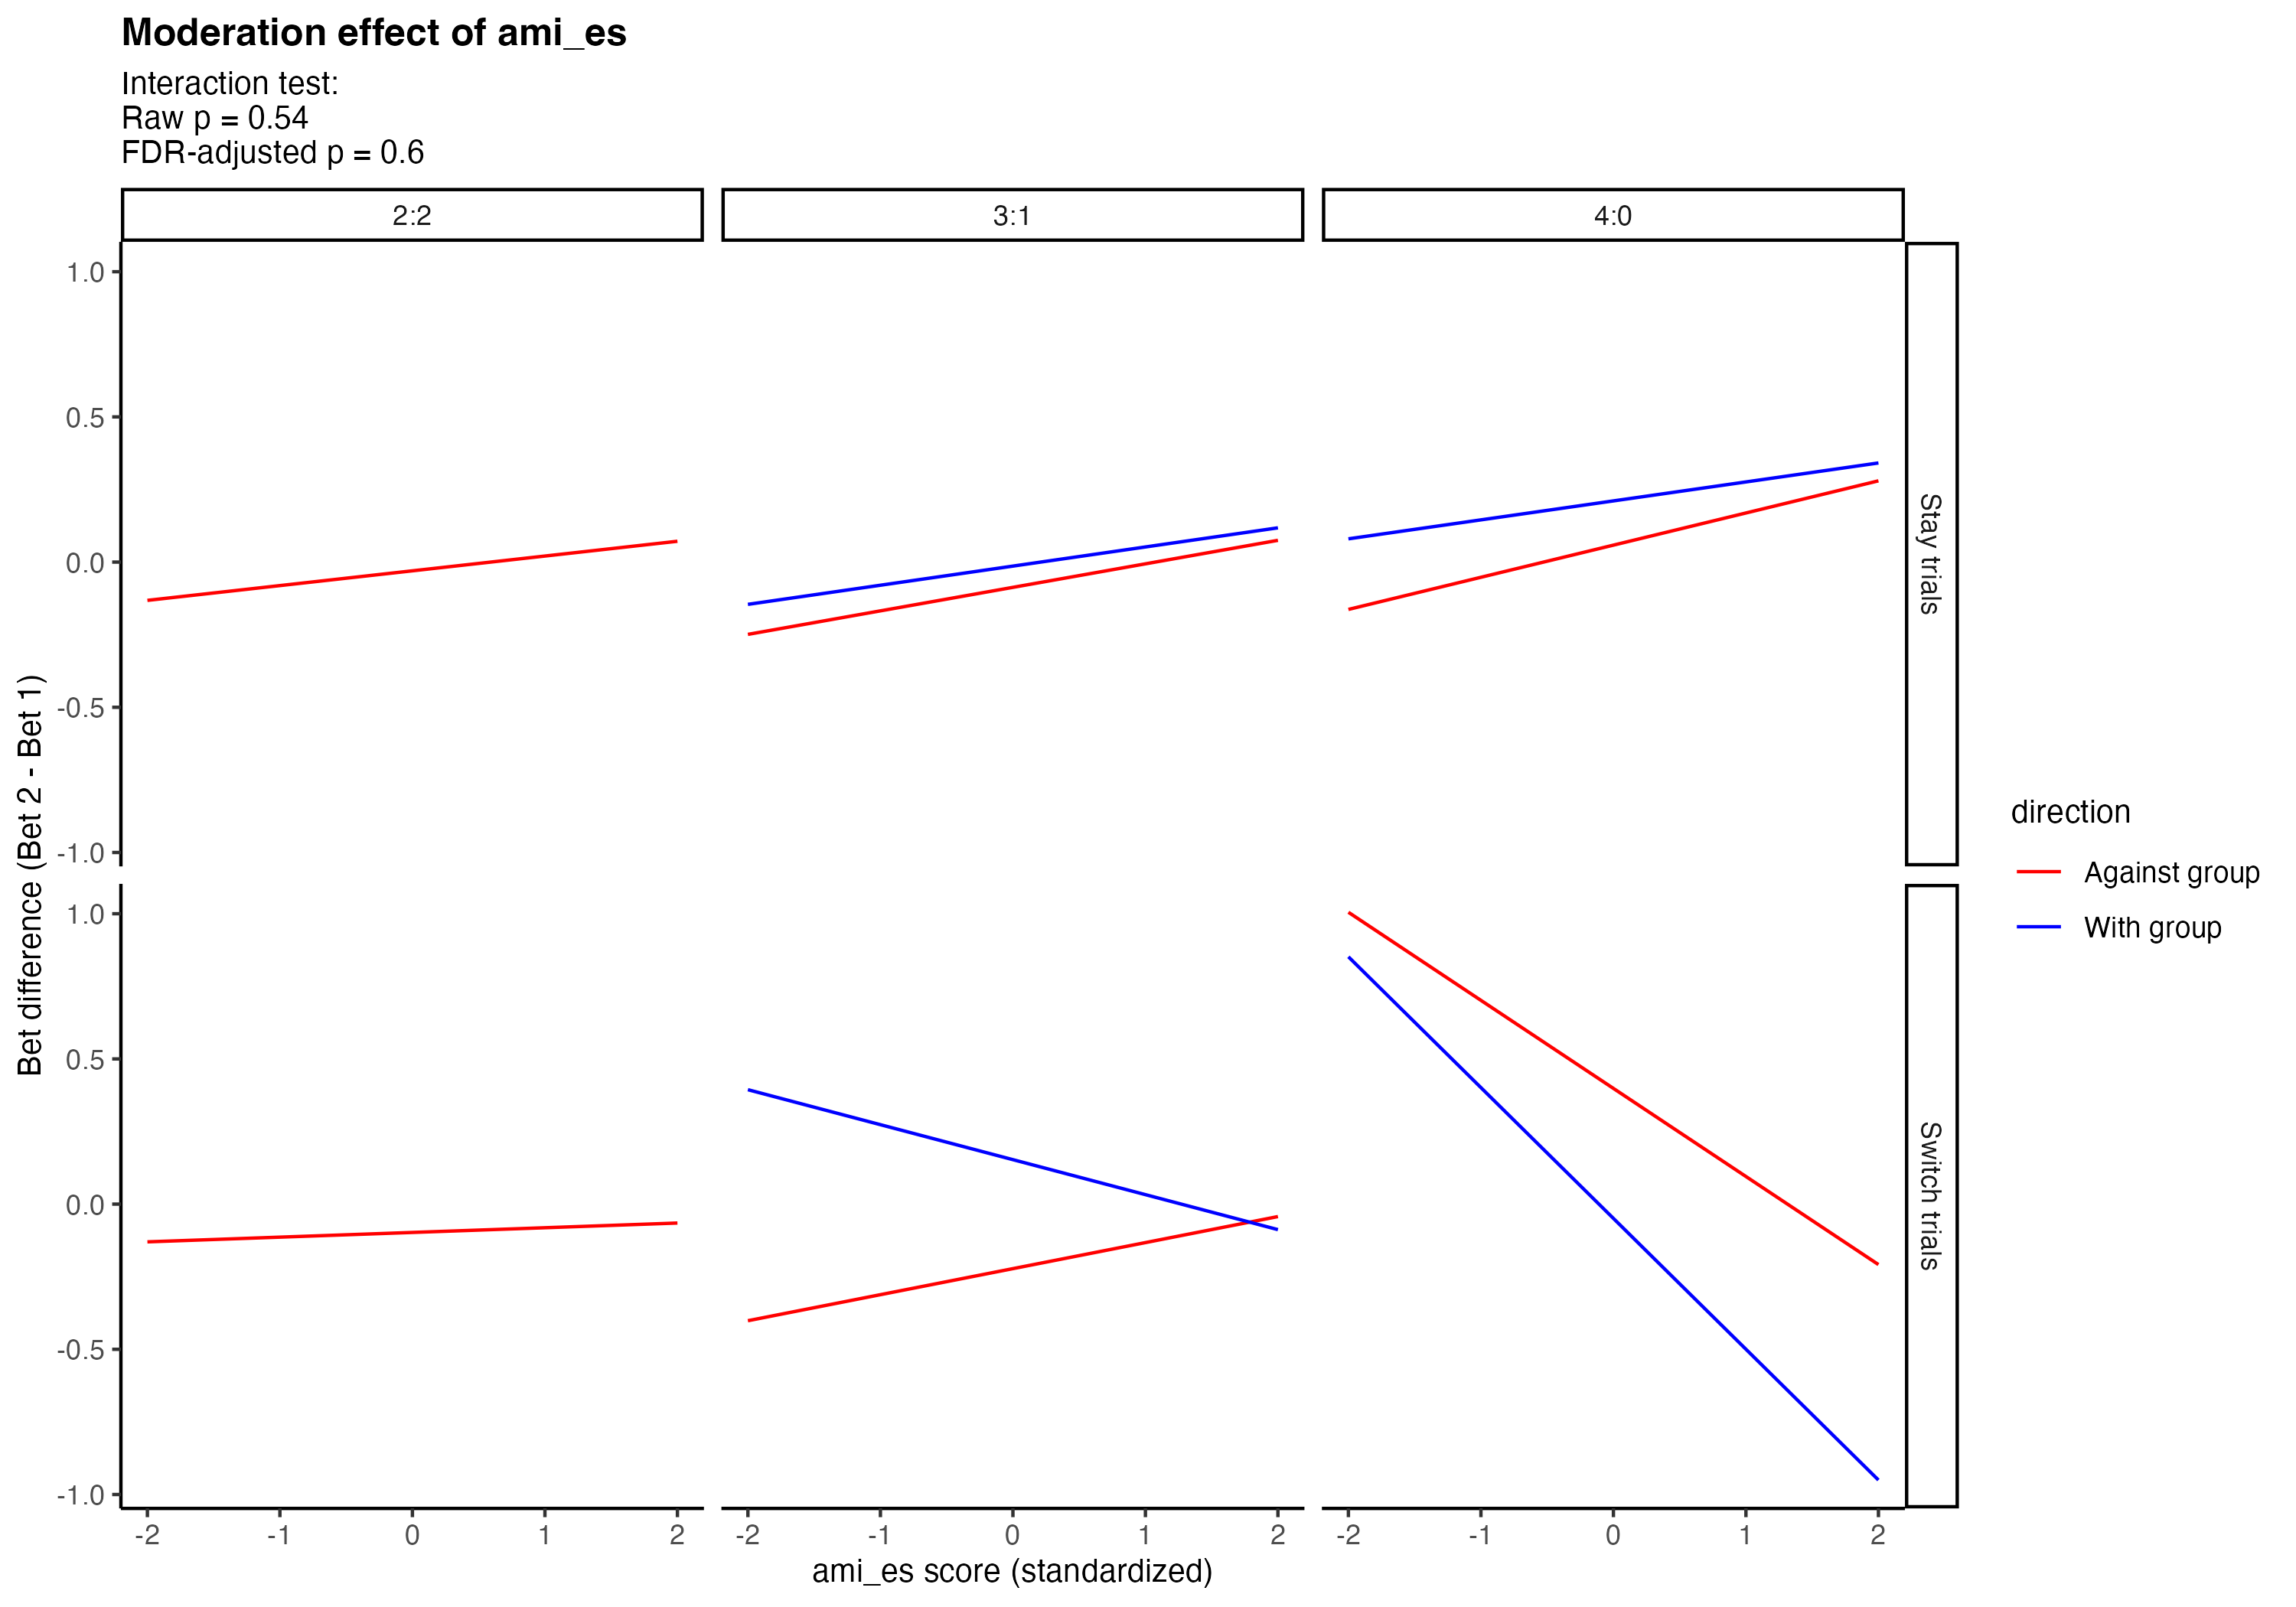 Moderation effect of ami_es
Interaction test:
Raw p = 0.54
FDR-adjusted p = 0.6
2:2
3:1
4:0
1.0
0.5
0.0
-0.5
-1.0
Stay trials
1.0
0.5
0.0
-0.5
-1.0
Switch trials
Bet difference (Bet 2 - Bet 1)
-2
-1
0
1
2
-2
-1
0
1
2
-2
-1
0
1
2
ami_es score (standardized)
direction
Against group
With group